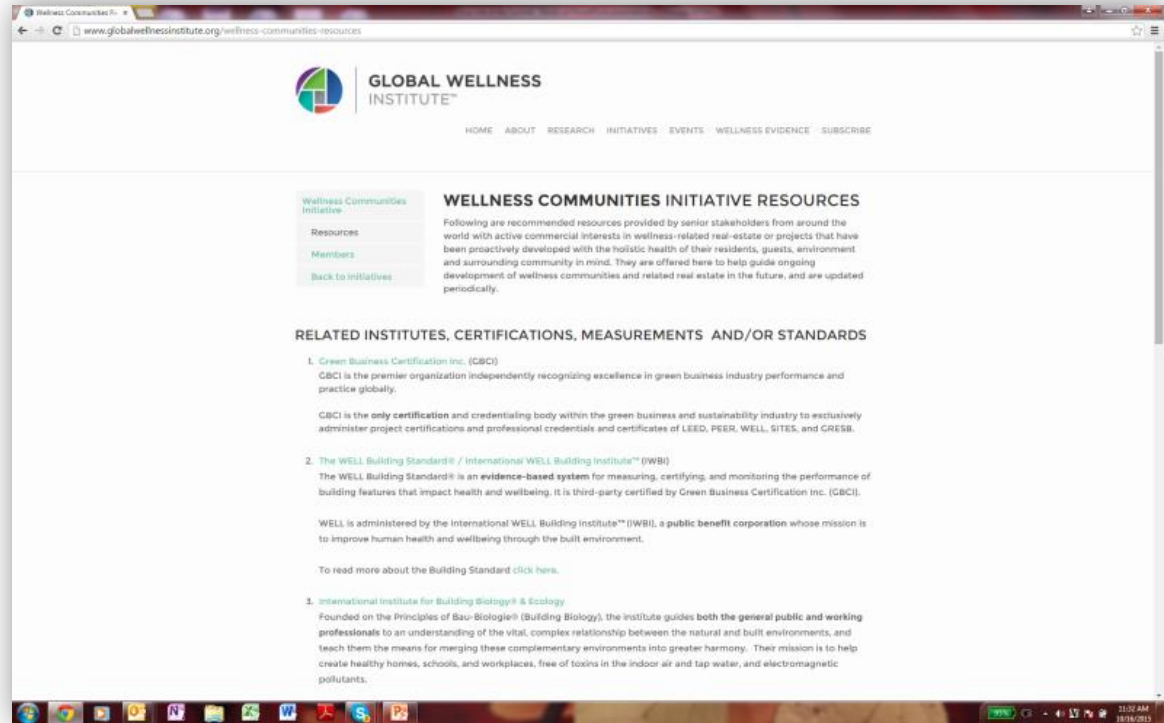 Wellness Communities Re
www.globalwellnessinstitute.org/wellness-communities-resources
GLOBAL WELLNESS
INSTITUTE™
HOME ABOUT RESEARCH INITIATIVES EVENTS WELLNESS EVIDENCE SUBSCRIBE
Wellness Communities
Initiative
Resources
Members
Back to Initiatives
WELLNESS COMMUNITIES INITIATIVE RESOURCES
Following are recommended resources provided by senior stakeholders from around the
world with active commercial interests in wellness-related real-estate or projects that have
been proactively developed with the holistic health of their residents, guests, environment
and surrounding community in mind. They are offered here to help guide ongoing
development of wellness communities and related real estate in the future, and are updated
periodically.
RELATED INSTITUTES, CERTIFICATIONS, MEASUREMENTS AND/OR STANDARDS
1. Green Business Certification Inc. (GBCI)
GBCI is the premier organization independently recognizing excellence in green business industry performance and
practice globally.
GBCI is the only certification and credentialing body within the green business and sustainability industry to exclusively
administer project certifications and professional credentials and certificates of LEED, PEER, WELL, SITES, and GRESB.
2. The WELL Building Standard® / International WELL Building Institute™ (IWBI)
The WELL Building Standard® is an evidence-based system for measuring, certifying, and monitoring the performance of
building features that impact health and wellbeing. It is third-party certified by Green Business Certification Inc. (GBCI).
WELL is administered by the International WELL Building Institute™ (IWBI), a public benefit corporation whose mission is
to improve human health and wellbeing through the built environment.
To read more about the Building Standard click here.
3. International Institute for Building Biology® & Ecology
Founded on the Principles of Bau-Biologie® (Building Biology), the institute guides both the general public and working
professionals to an understanding of the vital, complex relationship between the natural and built environments, and
teach them the means for merging these complementary environments into greater harmony. Their mission is to help
create healthy homes, schools, and workplaces, free of toxins in the indoor air and tap water, and electromagnetic
pollutants.
95%
11:32 AM
10/16/2015